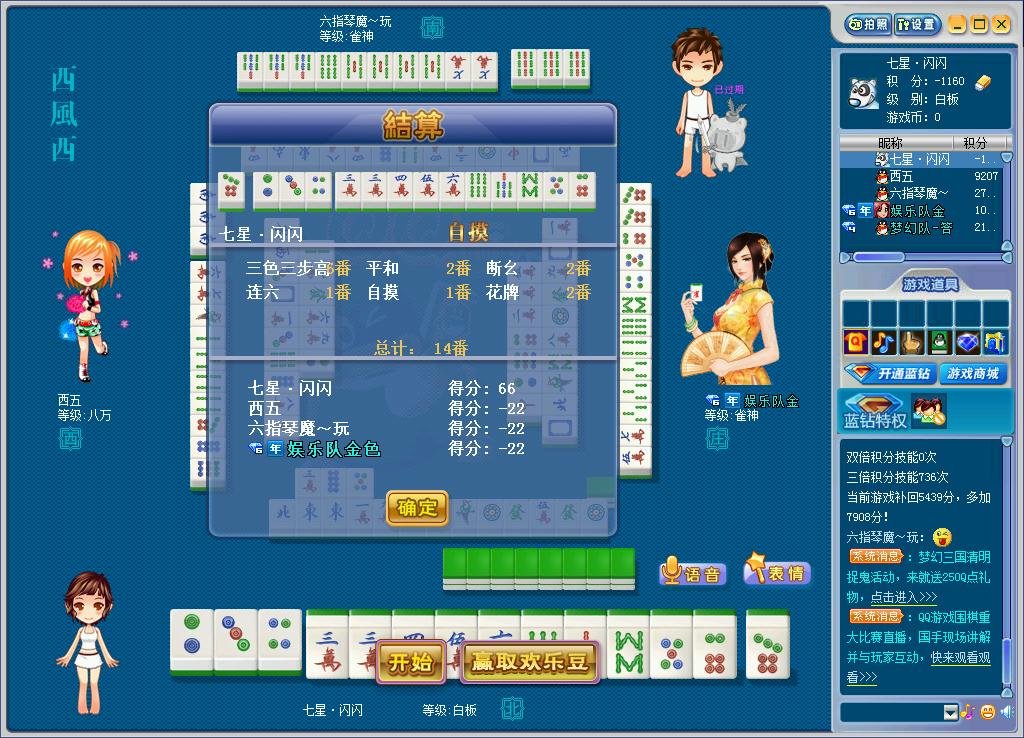 六指琴魔～玩
等级:雀神
南
西
風
西
已过期
拍照
设置
七星·闪闪
积 分: -1160
级 别: 白板
游戏币: 0
昵称 积分
七星·闪闪 -1..
西五 9207
六指琴魔～ 27..
年 娱乐队金 10..
梦幻队-答 21..
结算
七星·闪闪 自摸
三色三步高6番 平和 2番 断幺 2番
连六 1番 自摸 1番 花牌 2番
总计: 14番
七星·闪闪 得分: 66
西五 得分: -22
六指琴魔～玩 得分: -22
年 娱乐队金色 得分: -22
确定
西五
等级:八万
酉
年 娱乐队金
等级:雀神
游戏道具
开通蓝钻
游戏商城
蓝钻特权
双倍积分技能0次
三倍积分技能736次
当前游戏补回5439分，多加
7908分!
六指琴魔～玩:
系统消息: 梦幻三国清明
捉鬼活动，来就送250Q点礼
物，点击进入>>>
系统消息: QQ游戏围棋重
大比赛直播，国手现场讲解
并与玩家互动，快来观看观
看>>>
语音
表情
开始
赢取欢乐豆
七星·闪闪
等级:白板